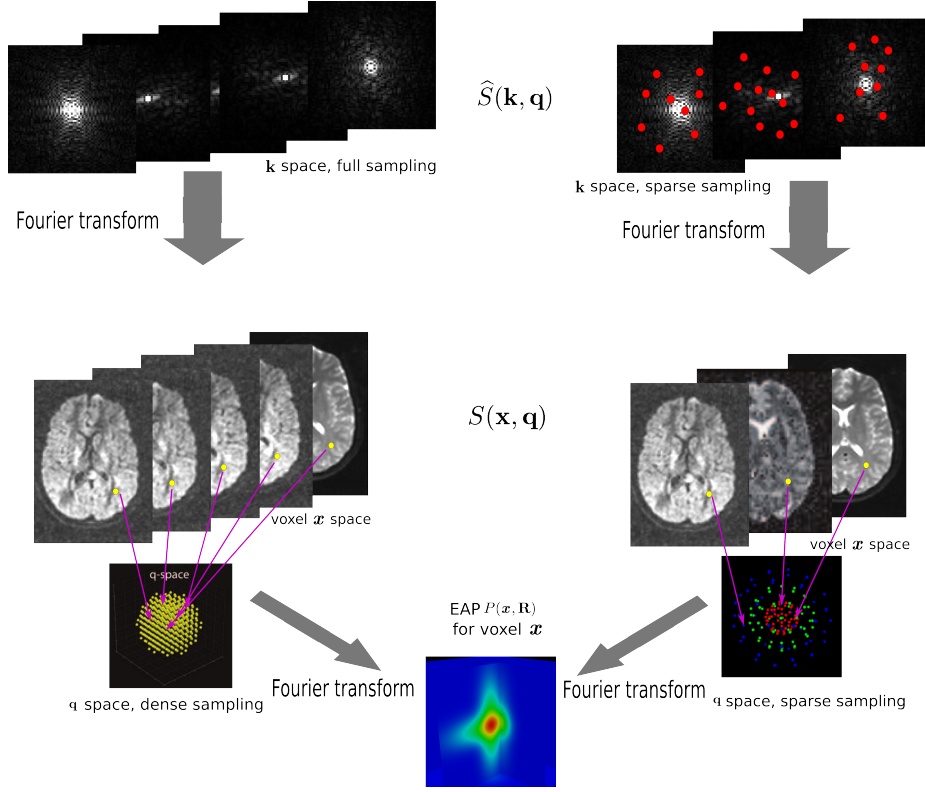 Ŝ(k, q)
k space, full sampling
k space, sparse sampling
Fourier transform
Fourier transform
S(x, q)
voxel x space
voxel x space
q-space
EAP P(x, R)
for voxel x
Fourier transform
Fourier transform
q space, dense sampling
q space, sparse sampling